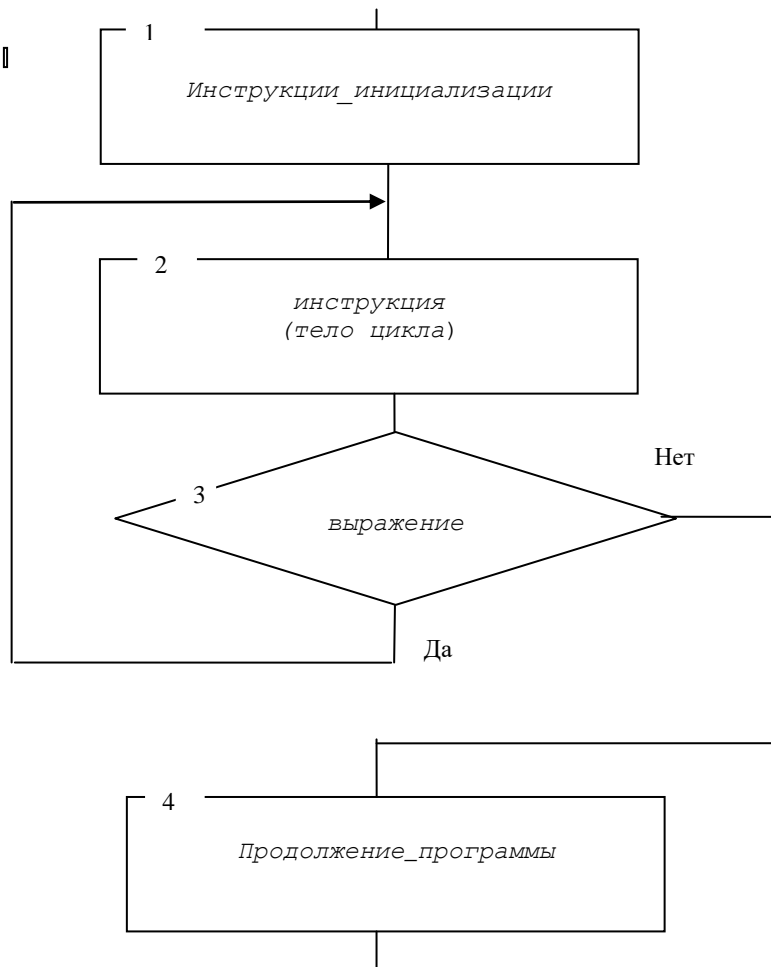 1
Инструкции_инициализации
2
инструкция
(тело цикла)
Нет
3
выражение
Да
4
Продолжение_программы